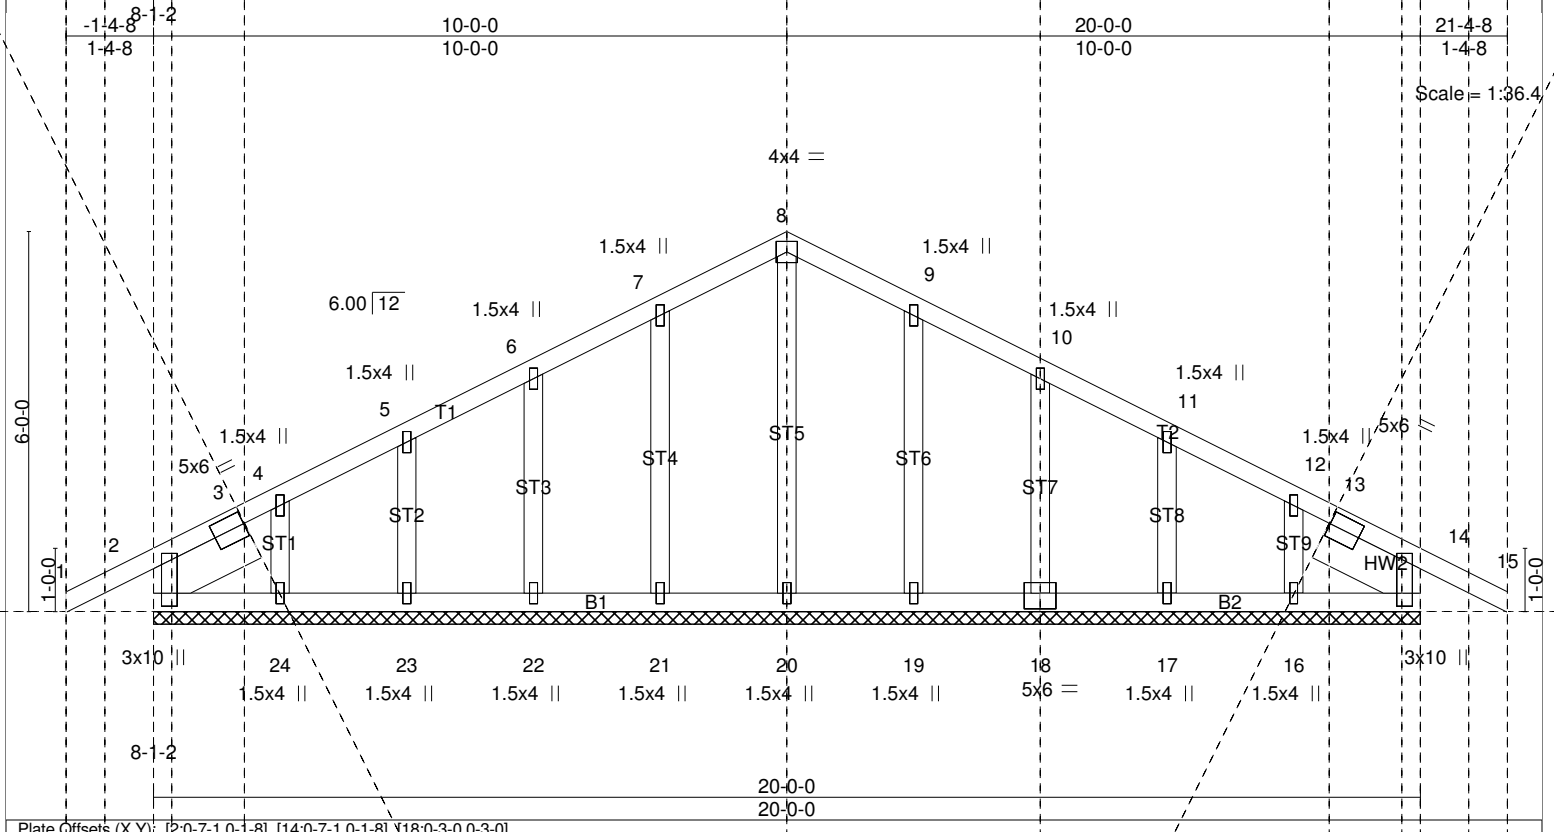 8-1-2
-1-4-8 10-0-0 20-0-0 21-4-8
1-4-8 10-0-0 10-0-0 1-4-8
Scale = 1:36.4
4x4 =
8
1.5x4 || 1.5x4 ||
7 9
6.00 12
1.5x4 || 1.5x4 ||
6 10
1.5x4 || 1.5x4 ||
5 T1 11
6-0-0
1.5x4 || ST5 T2 1.5x4 || 5x6 =
5x6 = 4 ST4 ST6 12
3 ST3 ST7 13
ST2 ST8
2 ST1 ST9 14
1 HW2 15
1-0-0 1-0-0
B1 B2
3x10 || 24 23 22 21 20 19 18 17 16 3x10 ||
1.5x4 || 1.5x4 || 1.5x4 || 1.5x4 || 1.5x4 || 1.5x4 || 5x6 = 1.5x4 || 1.5x4 ||
8-1-2
20-0-0
20-0-0
Plate Offsets (X,Y): [2:0-7-1,0-1-8], [14:0-7-1,0-1-8], [18:0-3-0,0-3-0]